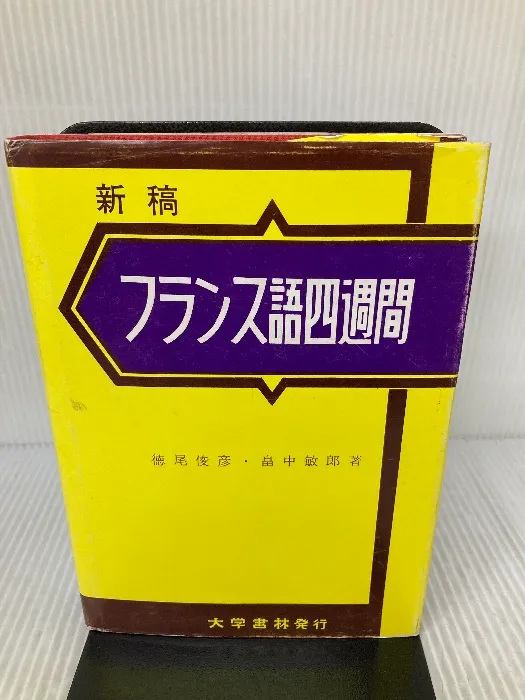 新稿
フランス語四週間
徳尾俊彦・畠中敏郎著
大学書林発行